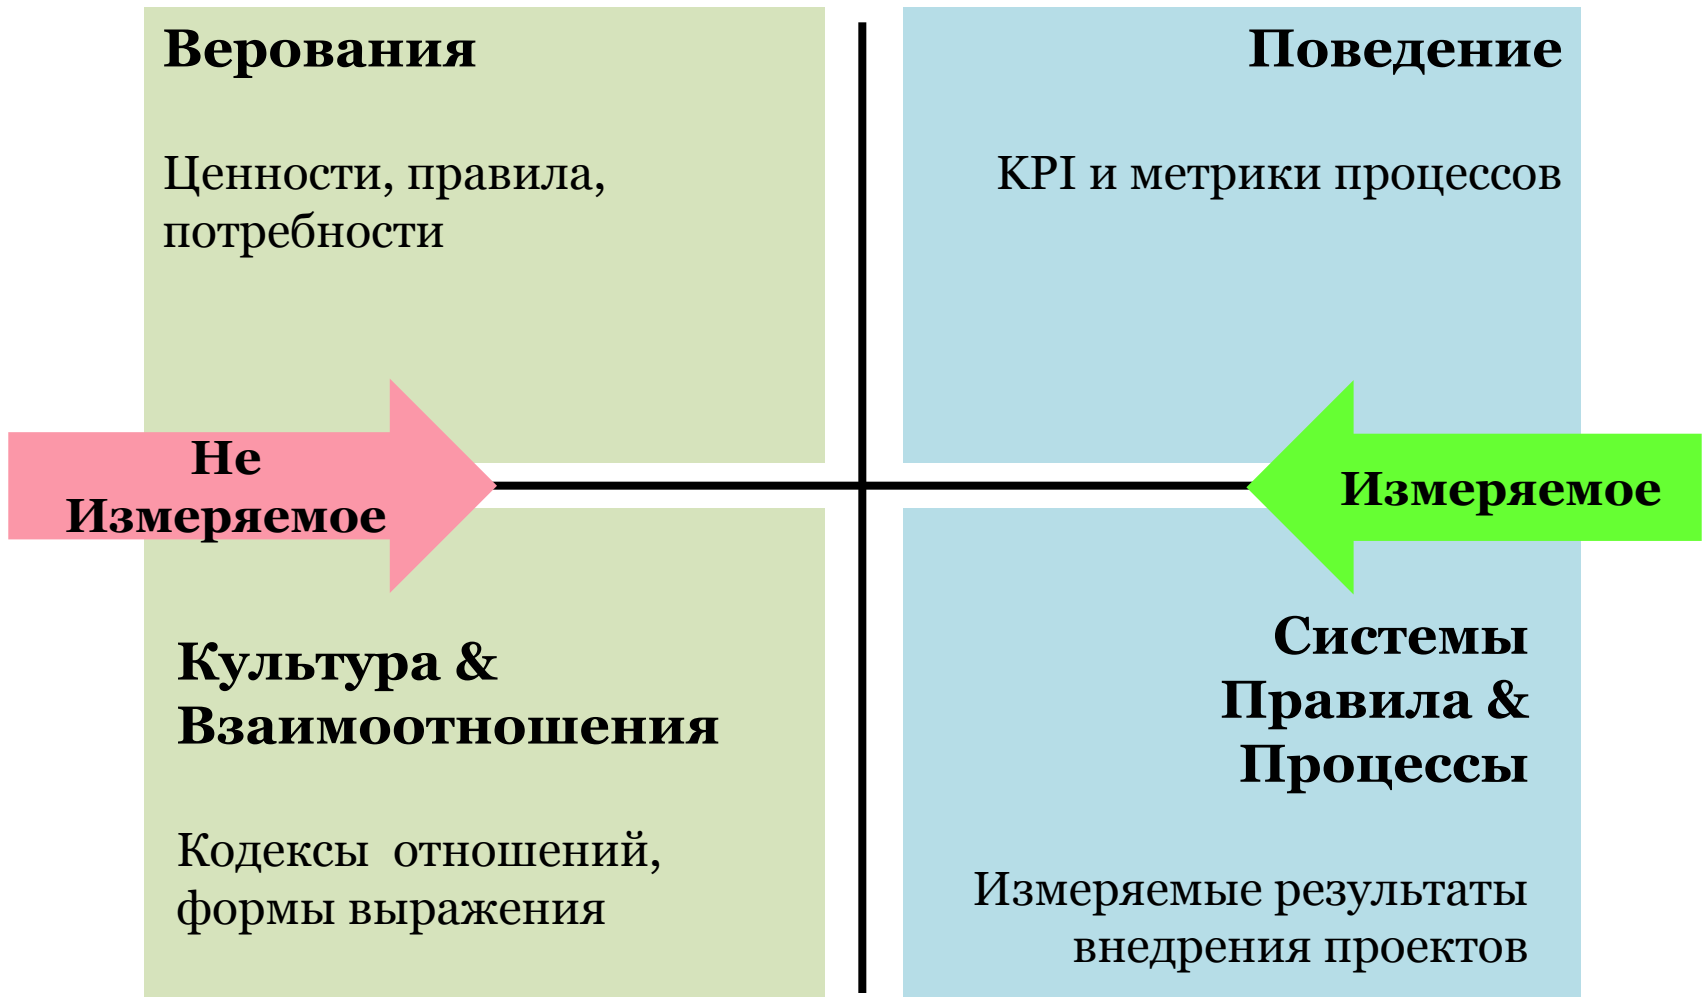 Верования
Ценности, правила,
потребности
Поведение
KPI и метрики процессов
Не
Измеряемое
Измеряемое
Культура &
Взаимоотношения
Кодексы  отношений,
формы выражения
Системы
Правила &
Процессы
Измеряемые результаты
внедрения проектов